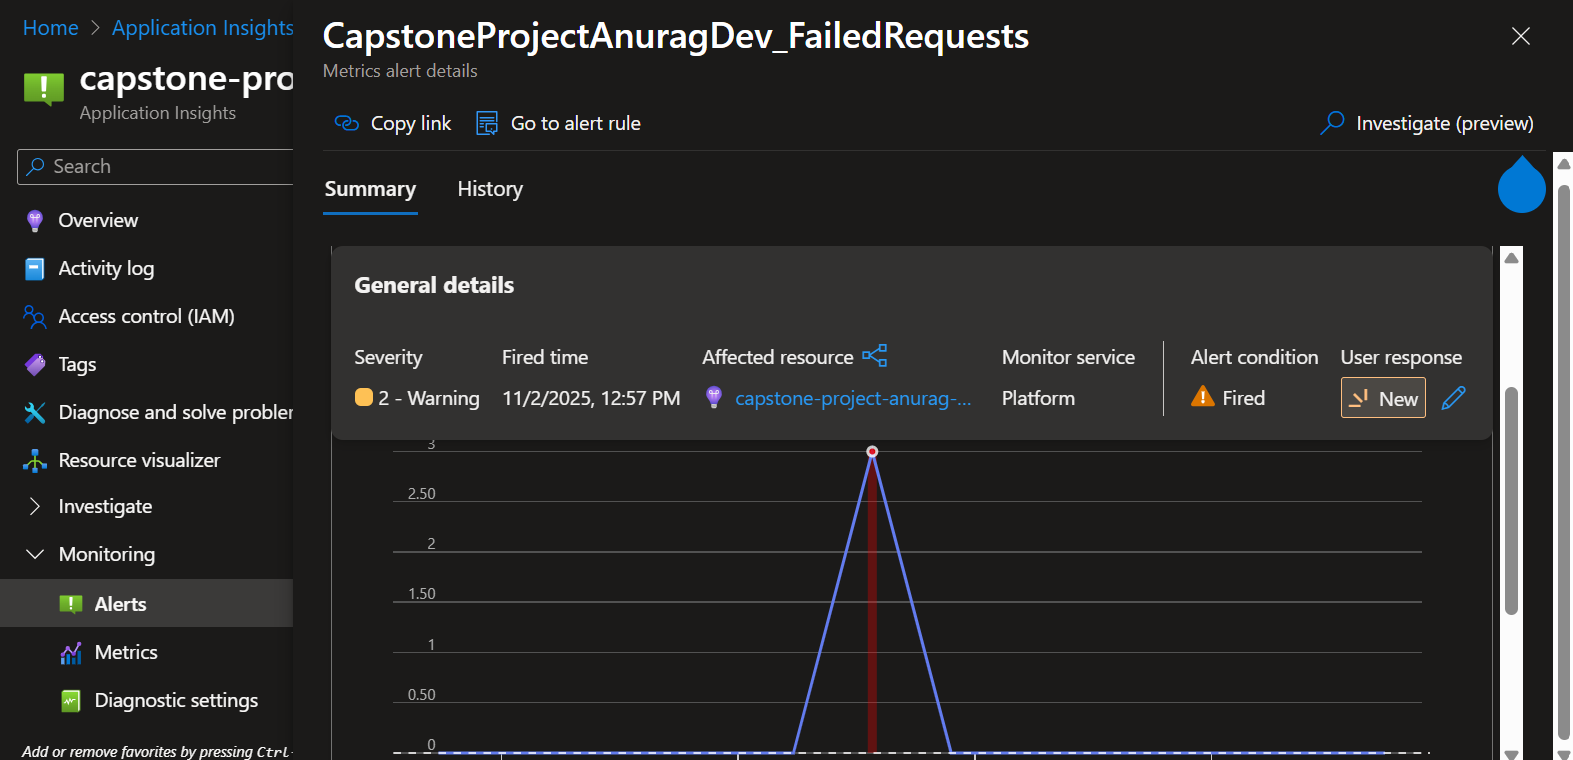 Home > Application Insights
capstone-pro
Application Insights
Search
Overview
Activity log
Access control (IAM)
Tags
Diagnose and solve probler
Resource visualizer
Investigate
Monitoring
Alerts
Metrics
Diagnostic settings
Add or remove favorites by pressing Ctrl-
CapstoneProjectAnuragDev_FailedRequests
Metrics alert details
Copy link
Go to alert rule
Investigate (preview)
Summary
History
General details
Severity
2 - Warning
Fired time
11/2/2025, 12:57 PM
Affected resource
capstone-project-anurag-...
Monitor service
Platform
Alert condition
Fired
User response
New
3
2.50
2
1.50
1
0.50
0